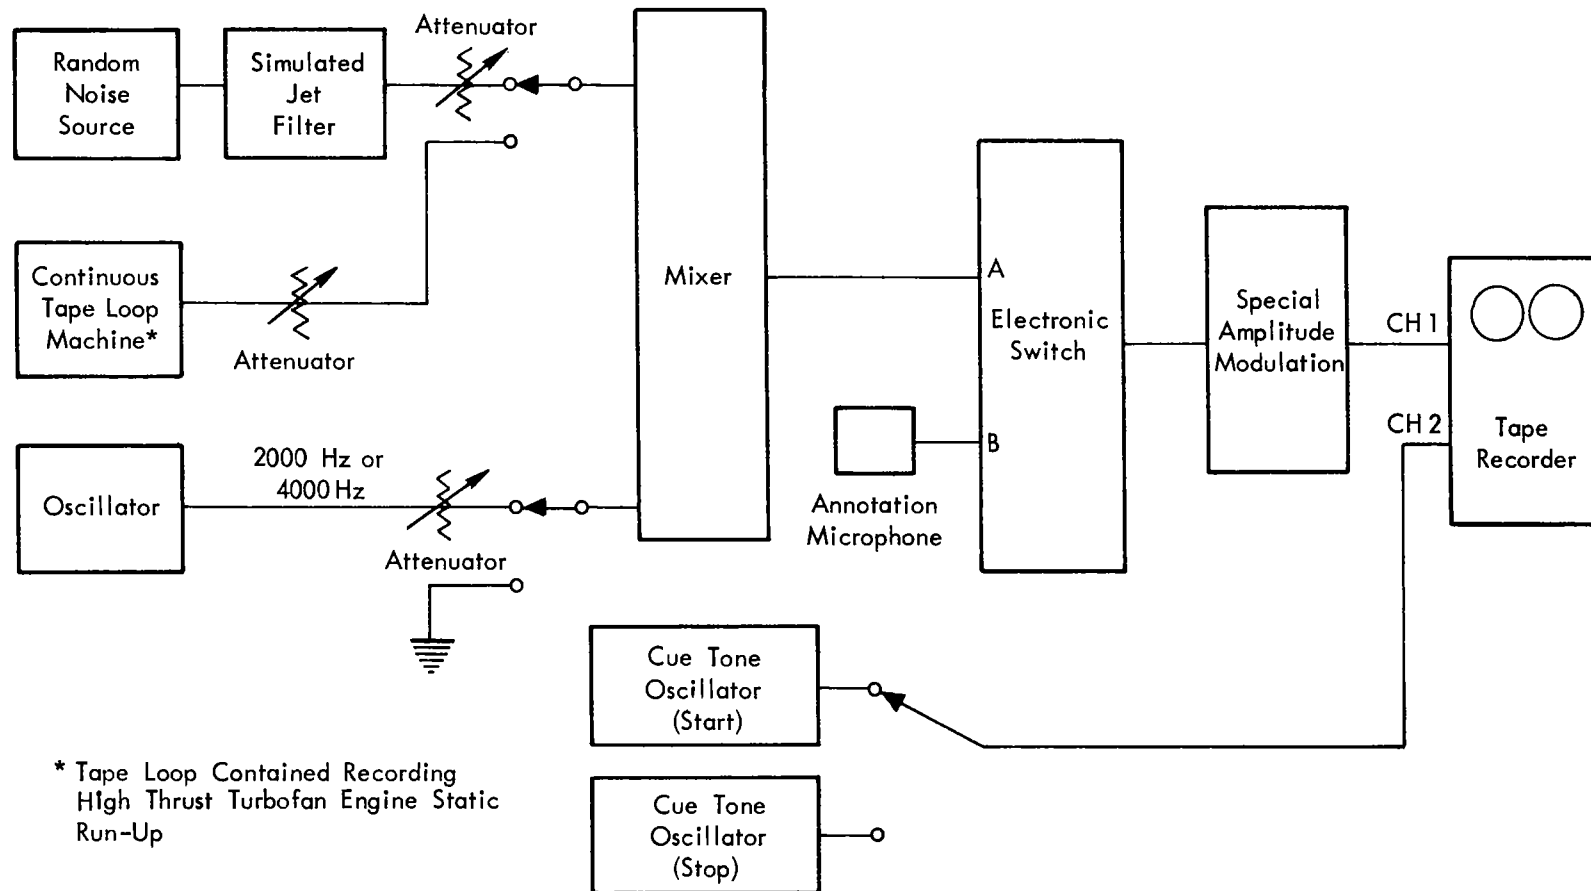 Attenuator
Random
Noise
Source
Simulated
Jet
Filter
Continuous
Tape Loop
Machine*
Attenuator
Oscillator
2000 Hz or
4000 Hz
Attenuator
Mixer
A
Electronic
Switch
B
Annotation
Microphone
Special
Amplitude
Modulation
CH 1
CH 2
Tape
Recorder
Cue Tone
Oscillator
(Start)
Cue Tone
Oscillator
(Stop)
* Tape Loop Contained Recording
High Thrust Turbofan Engine Static
Run-Up